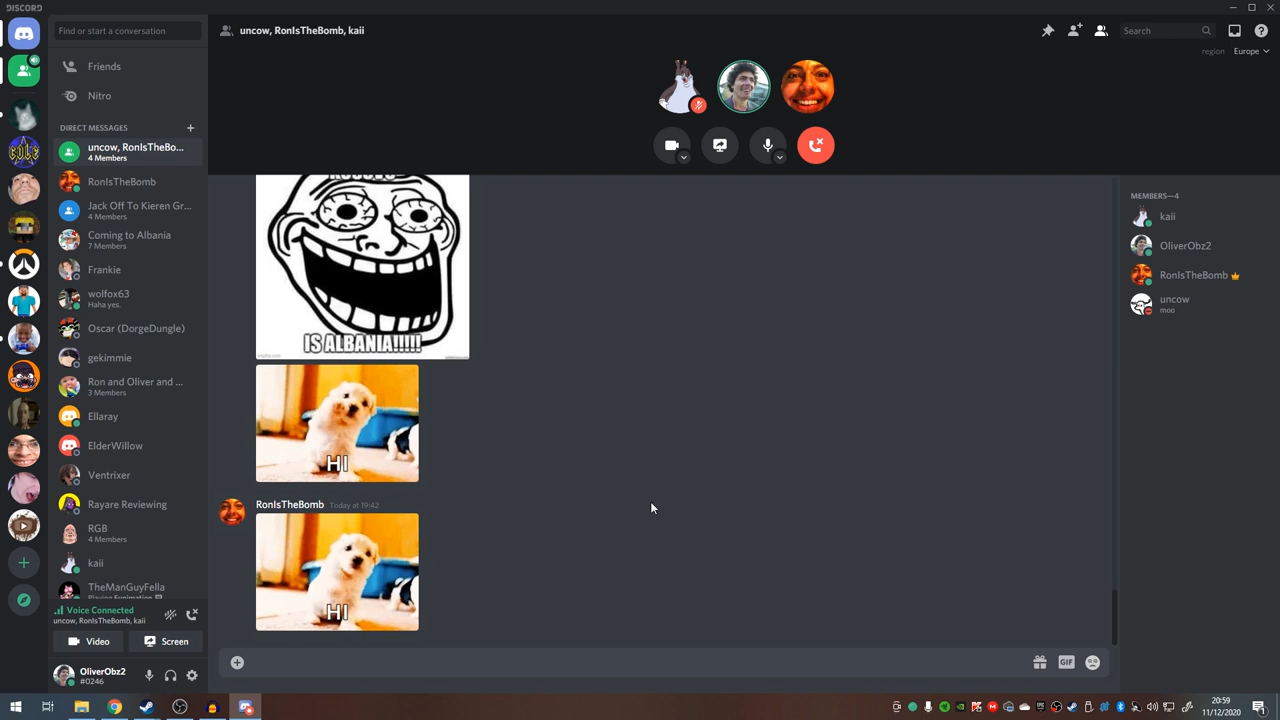 DISCORD
Find or start a conversation
uncow, RonIsTheBomb, kaii
Search
region Europe
Friends
Nitro
DIRECT MESSAGES
uncow, RonIsTheBo...
4 Members
RonIsTheBomb
Jack Off To Kieren Gr...
4 Members
Coming to Albania
7 Members
Frankie
wolfox63
Haha yes.
Oscar (DorgeDungle)
gekimmie
Ron and Oliver and ...
3 Members
Ellaray
ElderWillow
Ventrixer
Rayare Reviewing
RGB
4 Members
kaii
TheManGuyFella
Playing Funimation
Voice Connected
uncow, RonIsTheBomb, kaii
Video
Screen
OliverObz2
#0246
IS ALBANIA!!!!!
HI
RonIsTheBomb Today at 19:42
HI
GIF
MEMBERS—4
kaii
OliverObz2
RonIsTheBomb
uncow
moo
20:59
11/12/2020